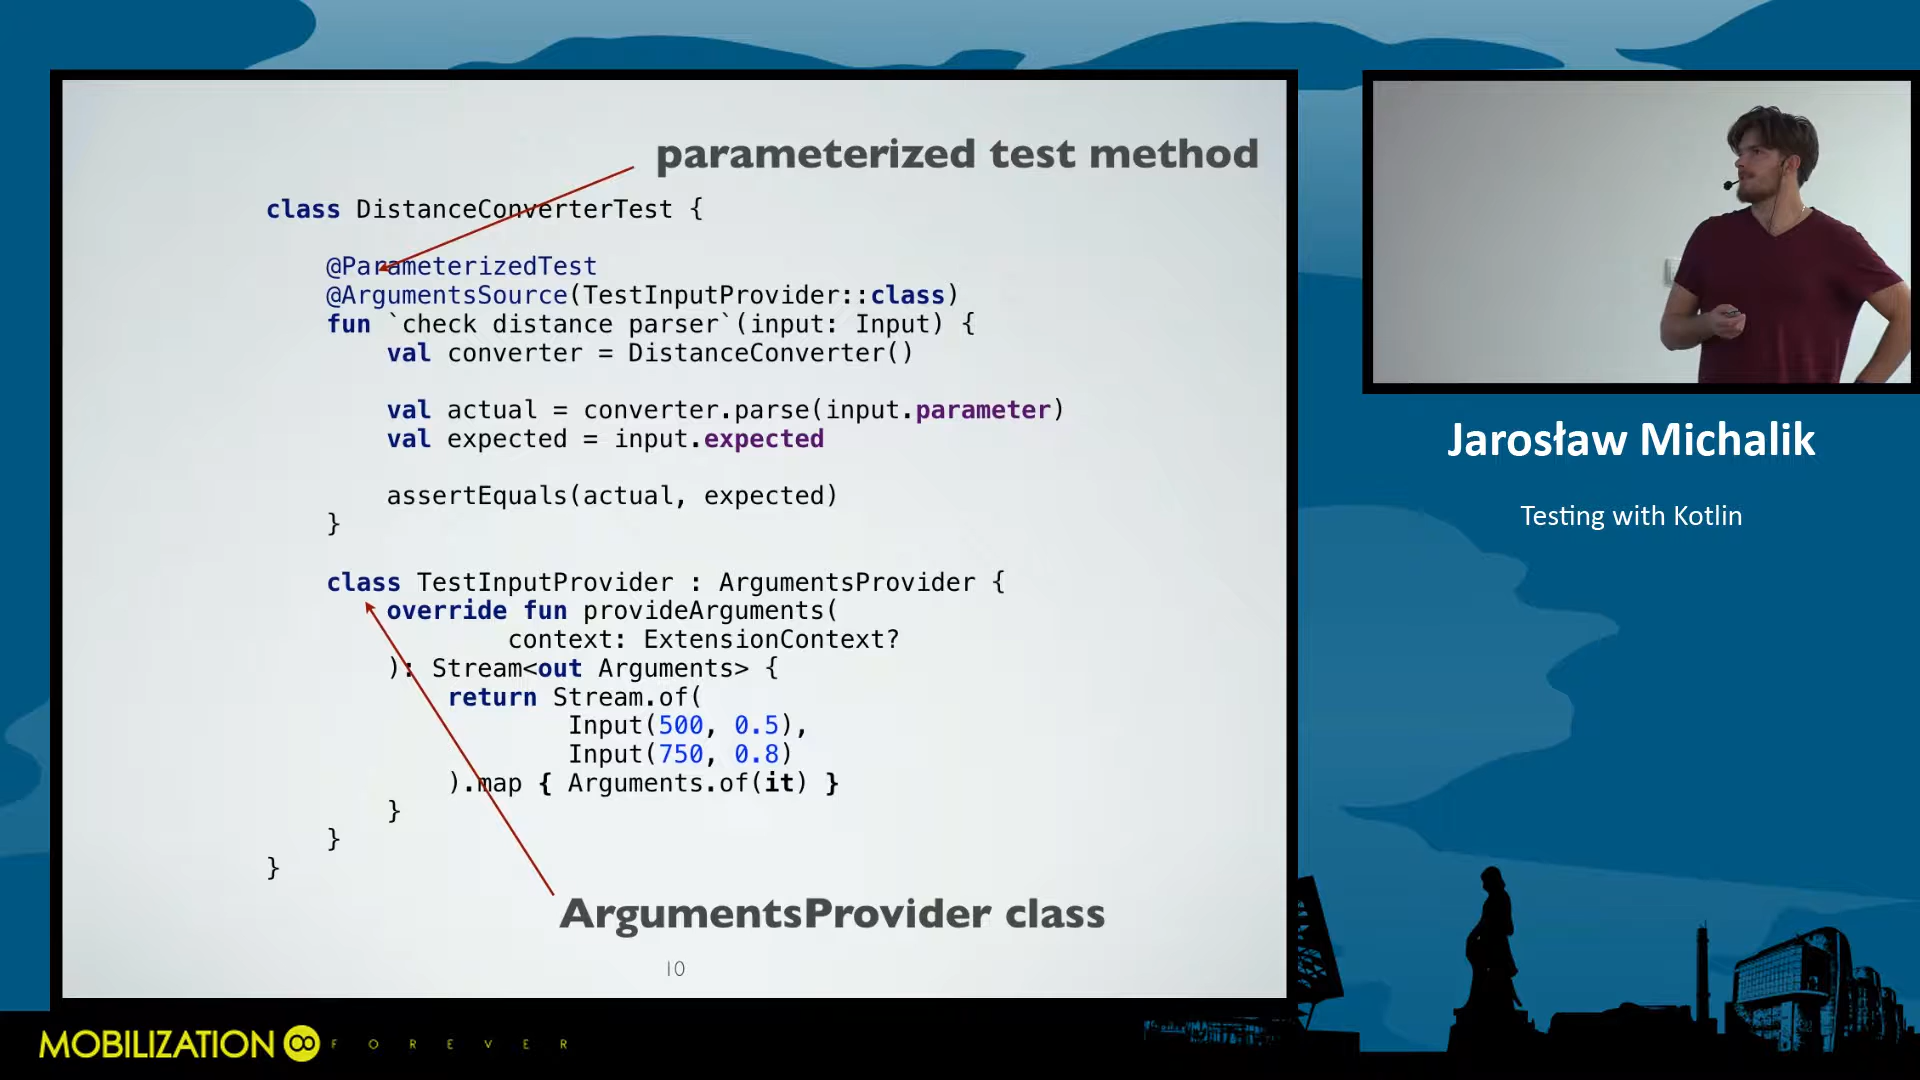 parameterized test method
class DistanceConverterTest {
@ParameterizedTest
@ArgumentsSource(TestInputProvider::class)
fun `check distance parser`(input: Input) {
val converter = DistanceConverter()
val actual = converter.parse(input.parameter)
val expected = input.expected
assertEquals(actual, expected)
}
class TestInputProvider : ArgumentsProvider {
override fun provideArguments(
context: ExtensionContext?
): Stream<out Arguments> {
return Stream.of(
Input(500, 0.5),
Input(750, 0.8)
).map { Arguments.of(it) }
}
}
}
ArgumentsProvider class
10
Jarosław Michalik
Testing with Kotlin
MOBILIZATION FOREVER